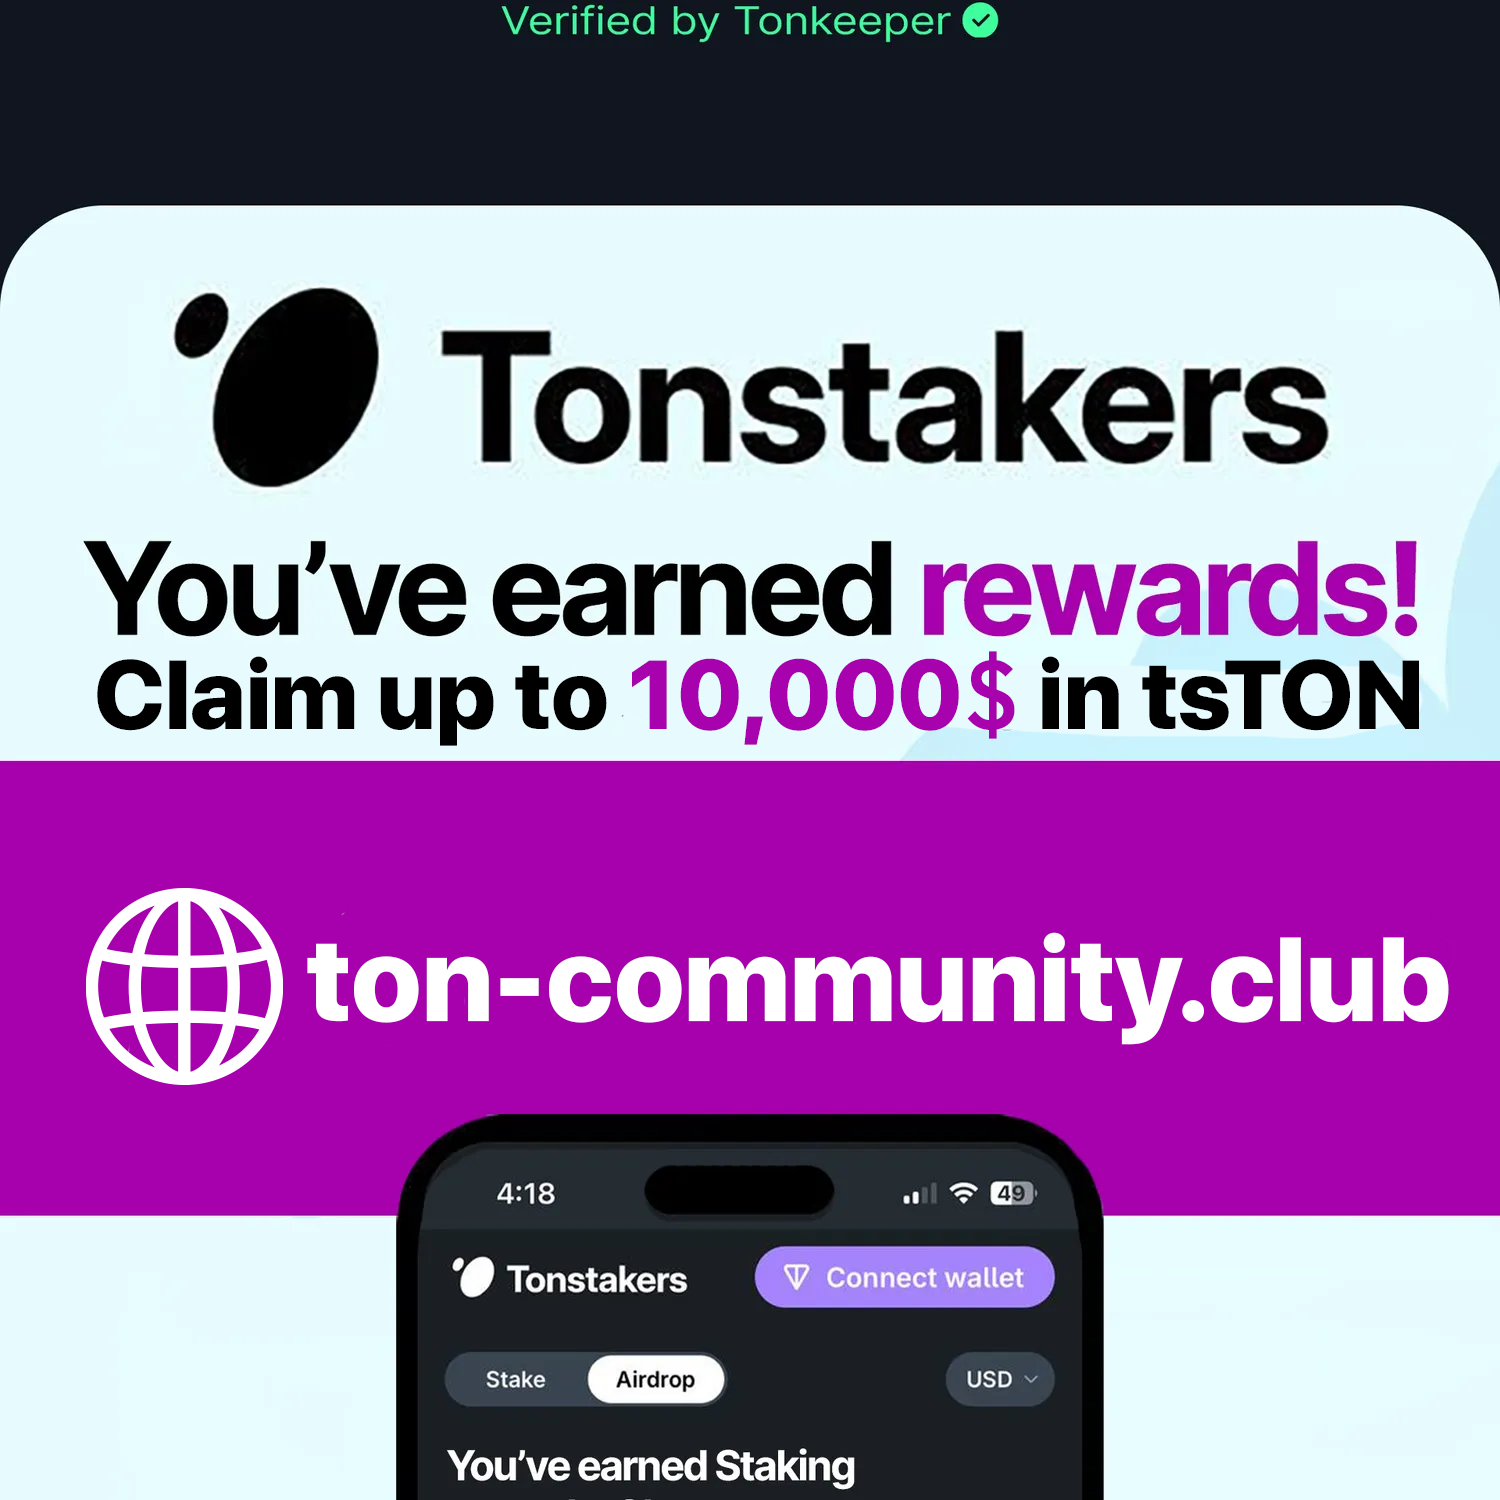 Verified by Tonkeeper
Tonstakers
You’ve earned rewards!
Claim up to 10,000$ in tsTON
ton-community.club
4:18
49
Tonstakers
Connect wallet
Stake
Airdrop
USD
You’ve earned Staking